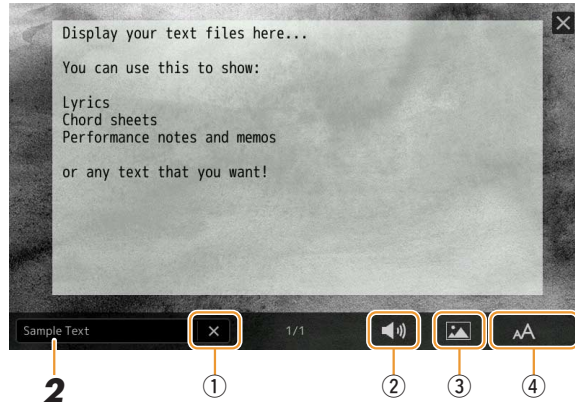 Display your text files here...
You can use this to show:
Lyrics
Chord sheets
Performance notes and memos
or any text that you want!
Sample Text
1/1
AA
2
① ② ③ ④